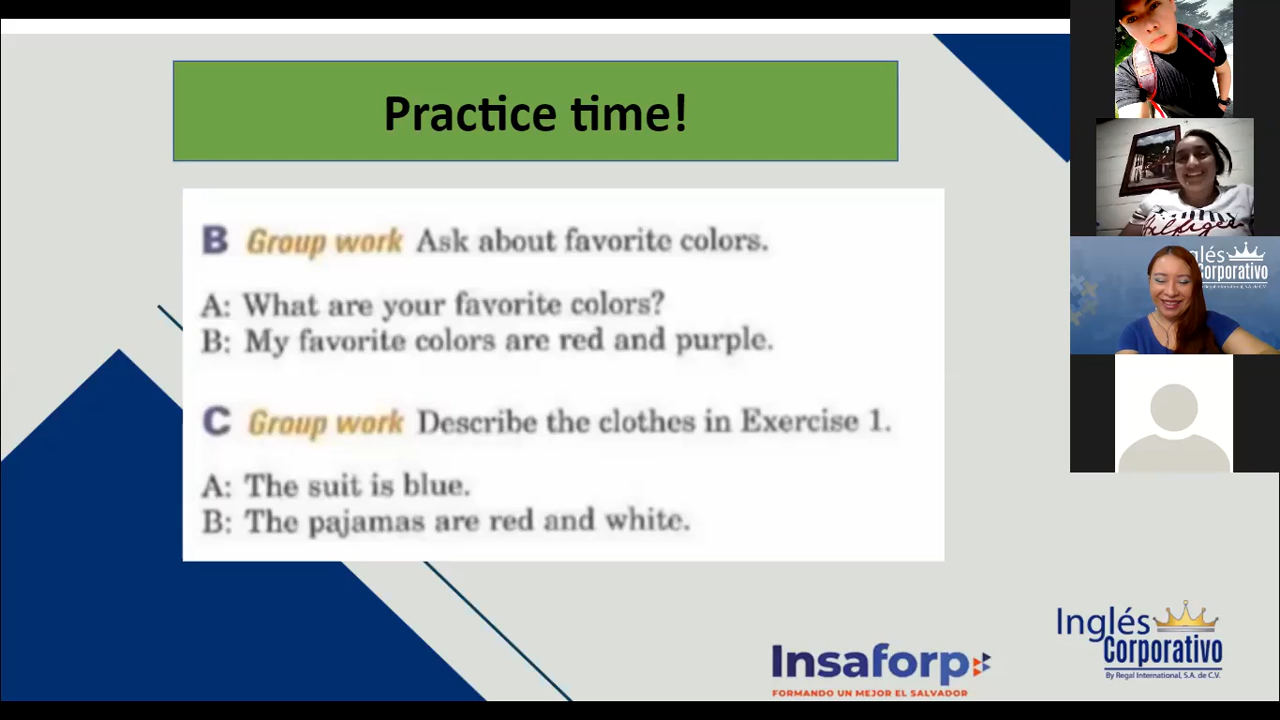 Practice time!
B Group work Ask about favorite colors.
A: What are your favorite colors?
B: My favorite colors are red and purple.
C Group work Describe the clothes in Exercise 1.
A: The suit is blue.
B: The pajamas are red and white.
Insaforp
FORMANDO UN MEJOR EL SALVADOR
Inglés
Corporativo
By Regal International, S.A. de C.V.
glés
Corporativo